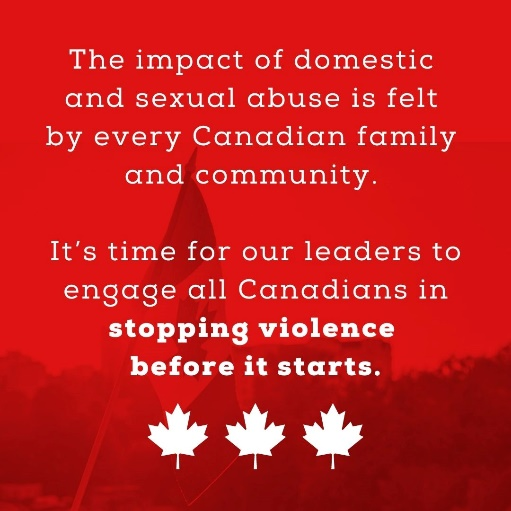 The impact of domestic
and sexual abuse is felt
by every Canadian family
and community.
It's time for our leaders to
engage all Canadians in
stopping violence
before it starts.